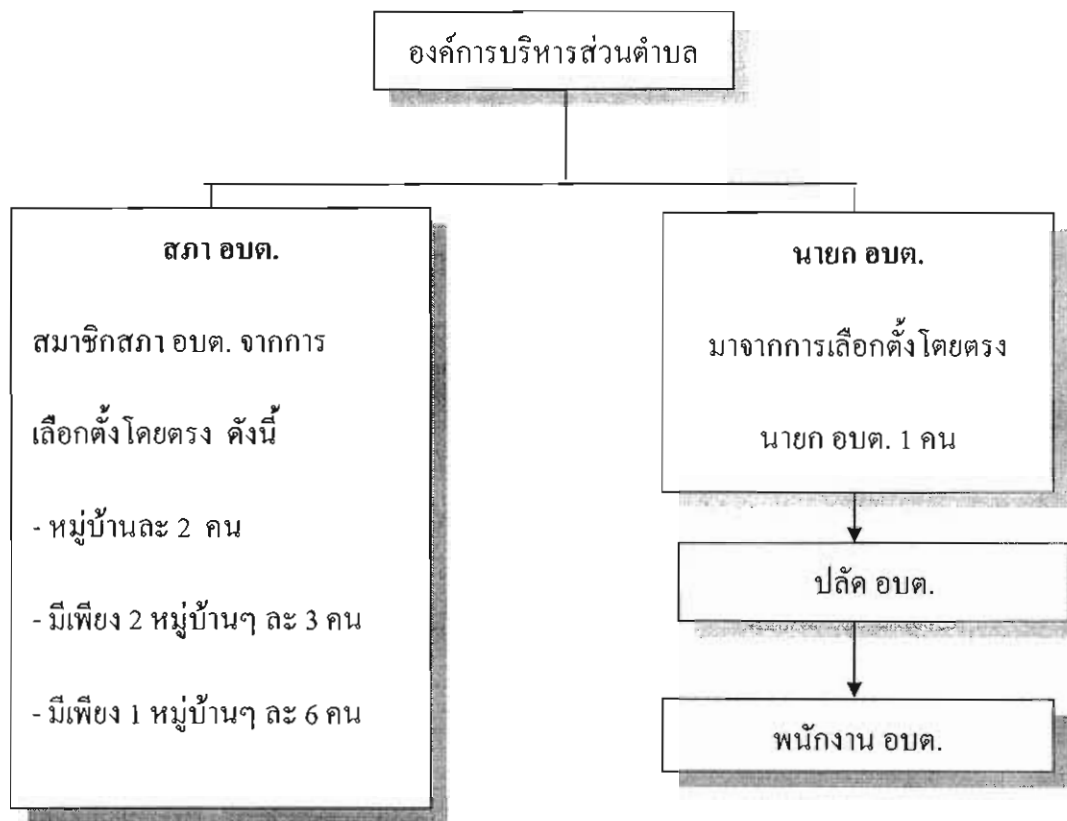 องค์การบริหารส่วนตำบล
สภา อบต.
สมาชิกสภา อบต. จากการ
เลือกตั้งโดยตรง ดังนี้
- หมู่บ้านละ 2 คน
- มีเพียง 2 หมู่บ้านๆ ละ 3 คน
- มีเพียง 1 หมู่บ้านๆ ละ 6 คน
นายก อบต.
มาจากการเลือกตั้งโดยตรง
นายก อบต. 1 คน
ปลัด อบต.
พนักงาน อบต.